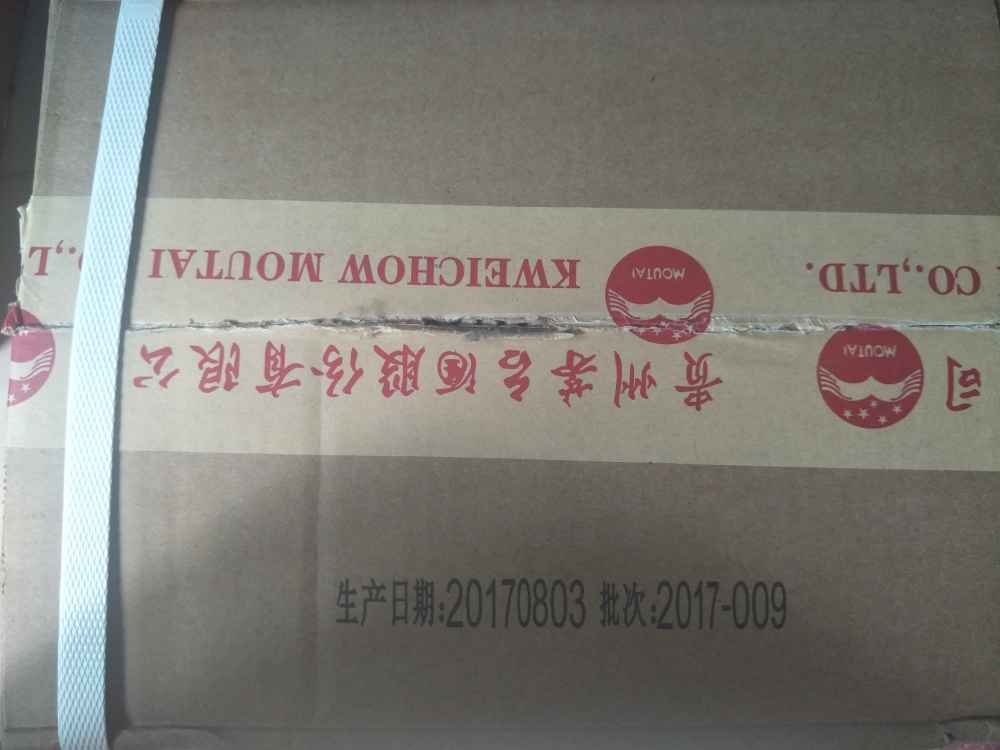 .,L
KWEICHOW MOUTAI
MOUTAI
CO.,LTD.
贵州茅台酒股份有限公
MOUTAI
司
生产日期:20170803 批次:2017-009